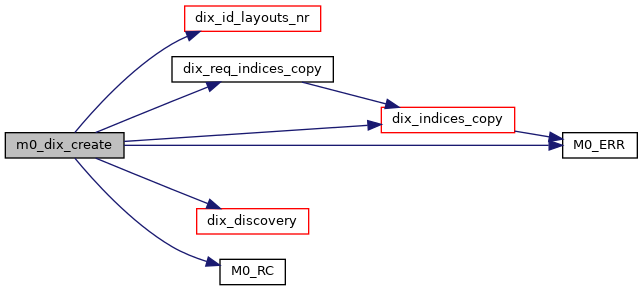 dix_id_layouts_nr
dix_req_indices_copy
dix_indices_copy
m0_dix_create
M0_ERR
dix_discovery
M0_RC